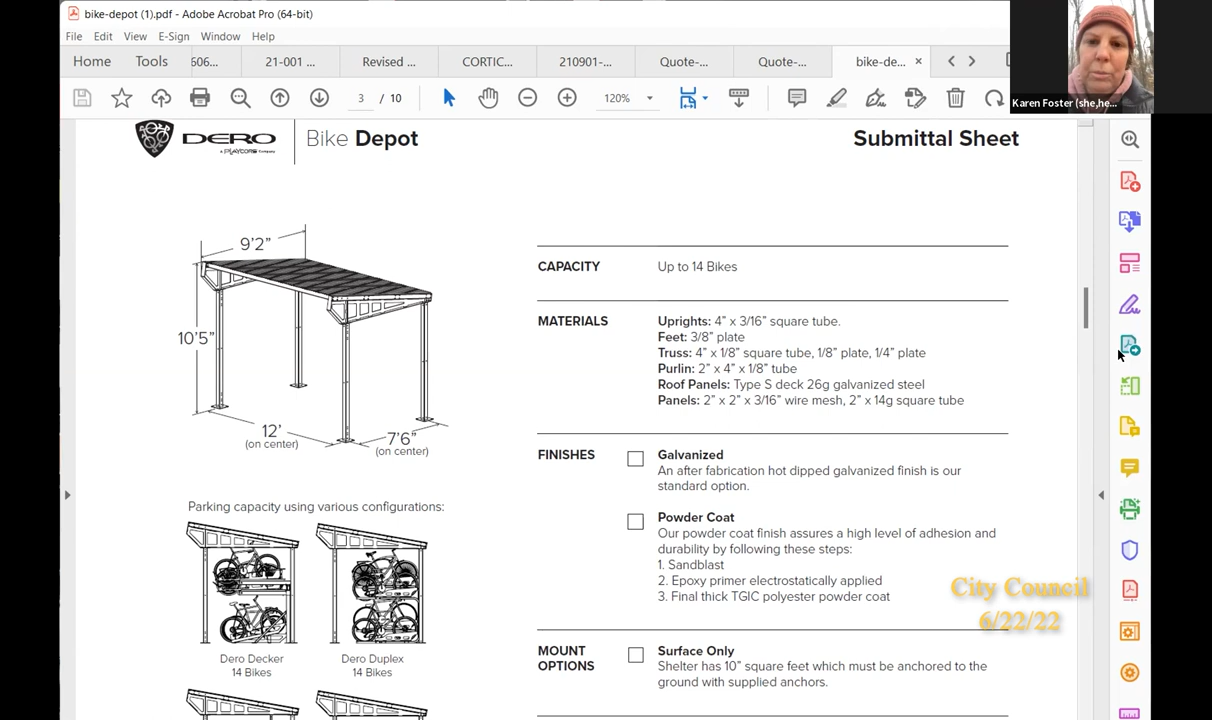 bike-depot (1).pdf - Adobe Acrobat Pro (64-bit)
File Edit View E-Sign Window Help
Home Tools 606... 21-001 ... Revised ... CORTIC... 210901-... Quote-... Quote-... bike-de... ×
3 / 10 120%
Karen Foster (she,he...
DERO
A PLAYCORE Company
Bike Depot
Submittal Sheet
9'2"
10'5"
12'
(on center)
7'6"
(on center)
Parking capacity using various configurations:
Dero Decker
14 Bikes
Dero Duplex
14 Bikes
CAPACITY Up to 14 Bikes
MATERIALS Uprights: 4" x 3/16" square tube.
Feet: 3/8" plate
Truss: 4" x 1/8" square tube, 1/8" plate, 1/4" plate
Purlin: 2" x 4" x 1/8" tube
Roof Panels: Type S deck 26g galvanized steel
Panels: 2" x 2" x 3/16" wire mesh, 2" x 14g square tube
FINISHES Galvanized
An after fabrication hot dipped galvanized finish is our
standard option.
Powder Coat
Our powder coat finish assures a high level of adhesion and
durability by following these steps:
1. Sandblast
2. Epoxy primer electrostatically applied
3. Final thick TGIC polyester powder coat
City Council
6/22/22
MOUNT OPTIONS Surface Only
Shelter has 10" square feet which must be anchored to the
ground with supplied anchors.